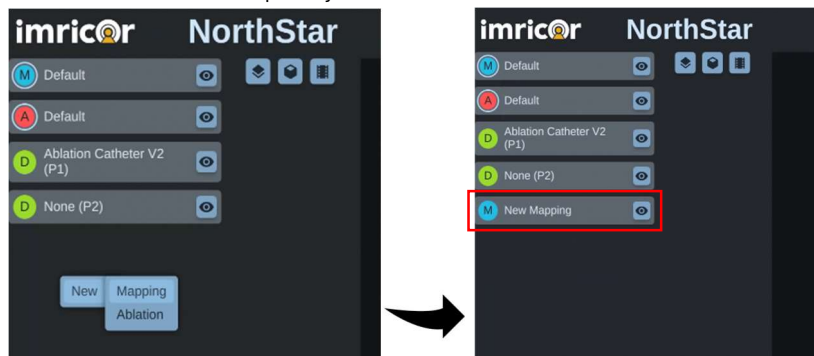 imricor NorthStar
M Default
A Default
D Ablation Catheter V2
(P1)
D None (P2)
New Mapping
Ablation
imricor NorthStar
M Default
A Default
D Ablation Catheter V2
(P1)
D None (P2)
M New Mapping